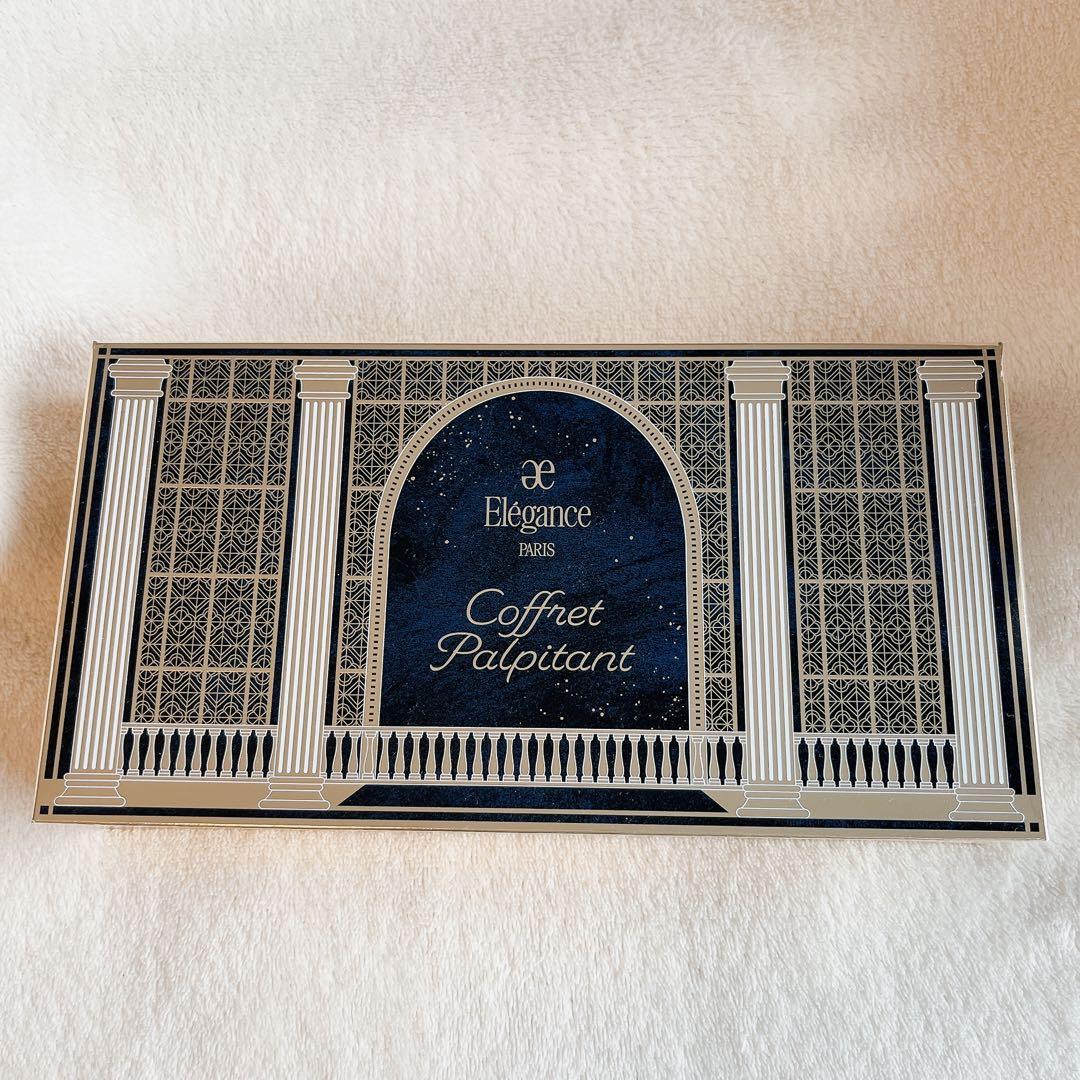 æ
Elégance
PARIS
Coffret
Palpitant